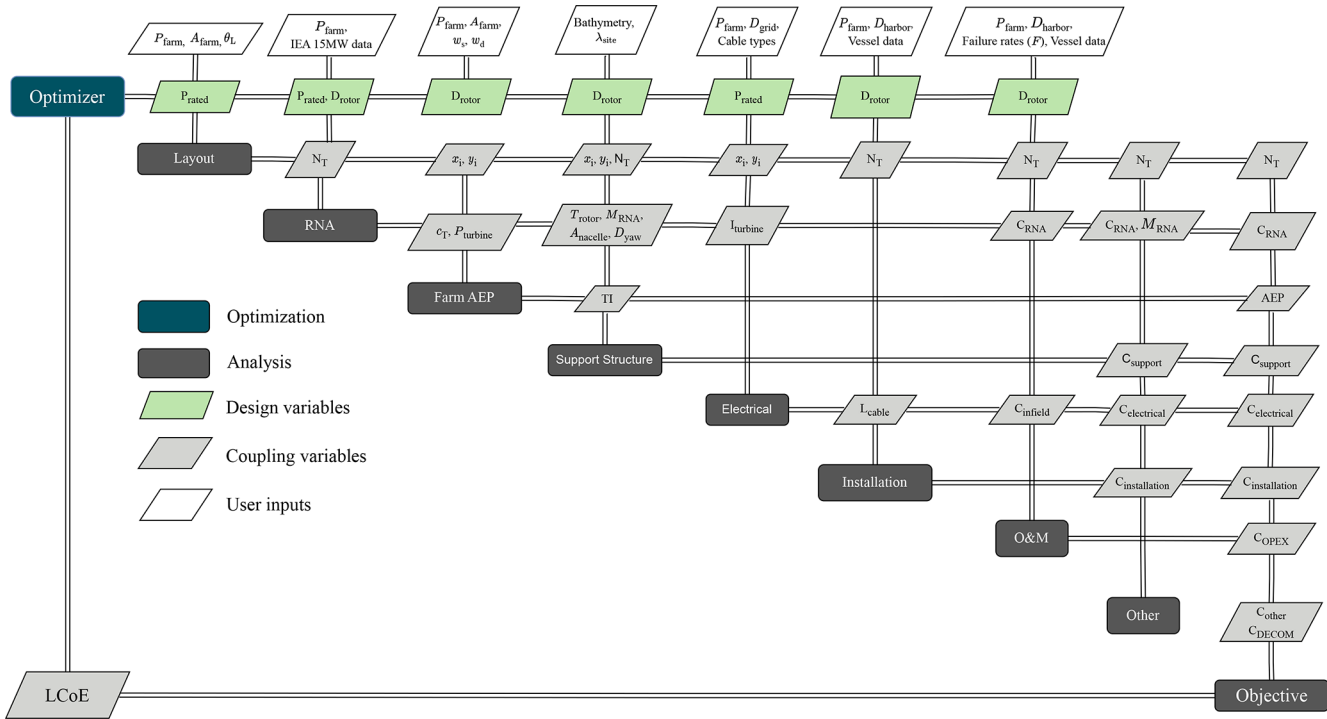 P_farm, A_farm, θ_L
P_farm,
IEA 15MW data
P_farm, A_farm,
w_s, w_d
Bathymetry,
λ_site
P_farm, D_grid,
Cable types
P_farm, D_harbor,
Vessel data
P_farm, D_harbor,
Failure rates (F), Vessel data
Optimizer
P_rated
P_rated, D_rotor
D_rotor
D_rotor
P_rated
D_rotor
D_rotor
Layout
N_T
x_i, y_i
x_i, y_i, N_T
x_i, y_i
N_T
N_T
N_T
N_T
RNA
c_T, P_turbine
T_rotor, M_RNA,
A_nacelle, D_yaw
I_turbine
C_RNA
C_RNA, M_RNA
C_RNA
Farm AEP
TI
AEP
Optimization
Support Structure
C_support
C_support
Analysis
Design variables
Electrical
L_cable
C_infield
C_electrical
C_electrical
Coupling variables
Installation
C_installation
C_installation
User inputs
O&M
C_OPEX
Other
C_other
C_DECOM
LCoE
Objective